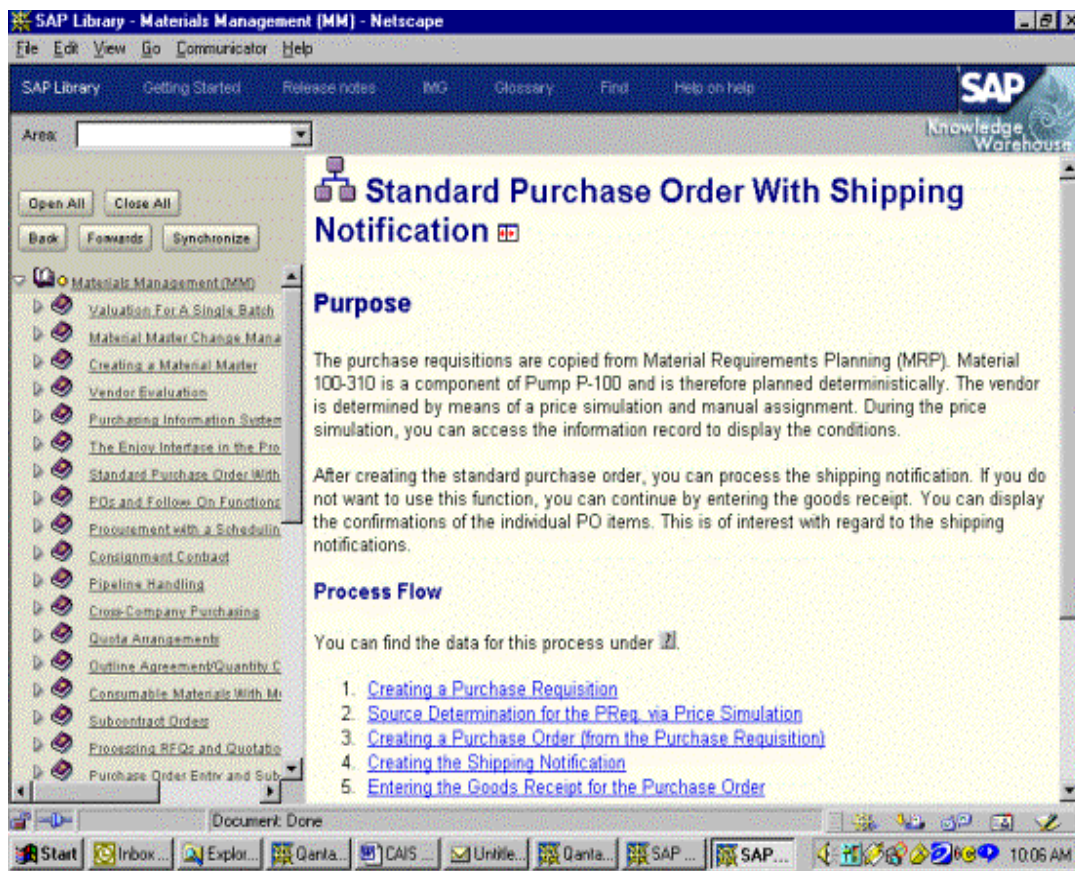 SAP Library - Materials Management (MM) - Netscape
File Edit View Go Communicator Help
SAP Library Getting Started Release notes IMG Glossary Find Help on help
SAP
Knowledge
Warehouse
Area:
Open All Close All
Back Forwards Synchronize
Materials Management (MM)
Valuation For A Single Batch
Material Master Change Mana
Creating a Material Master
Vendor Evaluation
Purchasing Information System
The Enjoy Interface in the Pro
Standard Purchase Order With
POs and Follow-On Functions
Procurement with a Schedulin
Consignment Contract
Pipeline Handling
Cross-Company Purchasing
Quota Arrangements
Outline Agreement/Quantity C
Consumable Materials With M
Subcontract Orders
Processing RFQs and Quotatio
Purchase Order Entry and Sub
Standard Purchase Order With Shipping
Notification
Purpose
The purchase requisitions are copied from Material Requirements Planning (MRP). Material
100-310 is a component of Pump P-100 and is therefore planned deterministically. The vendor
is determined by means of a price simulation and manual assignment. During the price
simulation, you can access the information record to display the conditions.
After creating the standard purchase order, you can process the shipping notification. If you do
not want to use this function, you can continue by entering the goods receipt. You can display
the confirmations of the individual PO items. This is of interest with regard to the shipping
notifications.
Process Flow
You can find the data for this process under .
1. Creating a Purchase Requisition
2. Source Determination for the PReq. via Price Simulation
3. Creating a Purchase Order (from the Purchase Requisition)
4. Creating the Shipping Notification
5. Entering the Goods Receipt for the Purchase Order
Document: Done
Start Inbox ... Explor... Qanta... CAIS ... Untitle... Qanta... SAP ... SAP... 10:06 AM